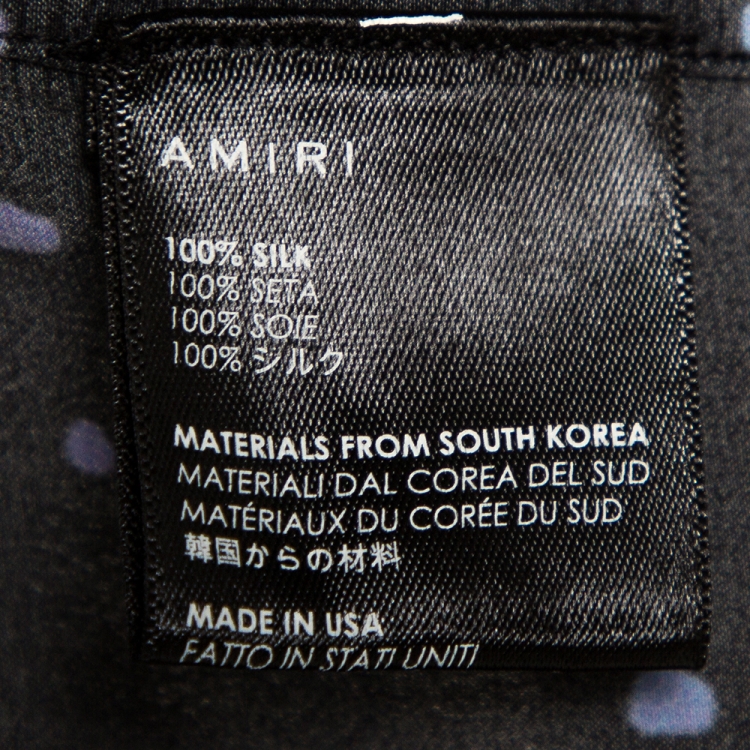 AMIRI
100% SILK
100% SETA
100% SOIE
100% シルク
MATERIALS FROM SOUTH KOREA
MATERIALI DAL COREA DEL SUD
MATÉRIAUX DU CORÉE DU SUD
韓国からの材料
MADE IN USA
FATTO IN STATI UNITI